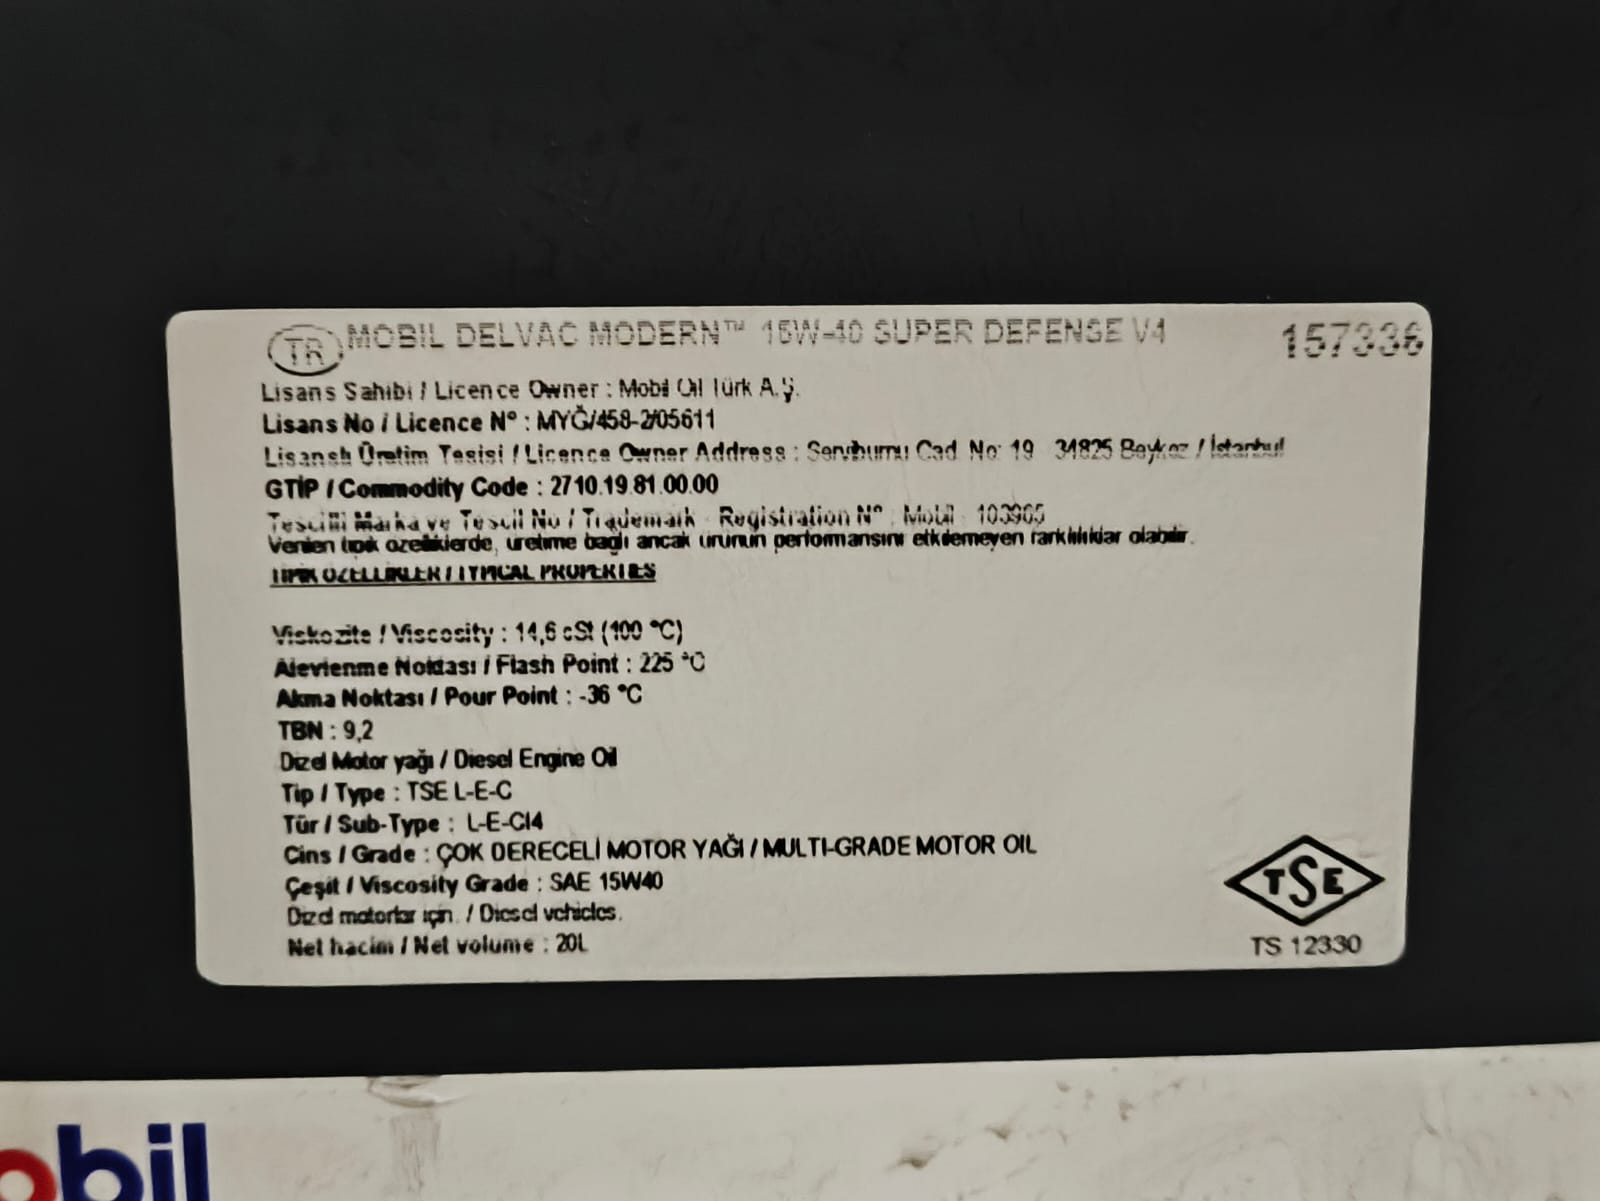 TR MOBIL DELVAC MODERN™ 15W-40 SUPER DEFENSE V4 157336
Lisans Sahibi / Licence Owner : Mobil Oil Türk A.Ş.
Lisans No / Licence N° : MYĞ/458-2/05611
Lisanslı Üretim Tesisi / Licence Owner Address : Serviburnu Cad. No: 19 34825 Beykoz / İstanbul
GTİP / Commodity Code : 2710.19.81.00.00
Tescilli Marka ve Tescil No / Trademark - Registration N° : Mobil - 103965
Verilen tipik özelliklerde, üretime bağlı ancak ürünün performansını etkilemeyen farklılıklar olabilir.
TİPİK ÖZELLİKLER / TYPICAL PROPERTIES
Viskozite / Viscosity : 14,6 cSt (100 °C)
Alevlenme Noktası / Flash Point : 225 °C
Akma Noktası / Pour Point : -36 °C
TBN : 9,2
Dizel Motor yağı / Diesel Engine Oil
Tip / Type : TSE L-E-C
Tür / Sub-Type : L-E-CI4
Cins / Grade : ÇOK DERECELİ MOTOR YAĞI / MULTI-GRADE MOTOR OIL
Çeşit / Viscosity Grade : SAE 15W40
Dizel motorlar için. / Diesel vehicles.
Net hacim / Net volume : 20L
TSE
TS 12330
obil